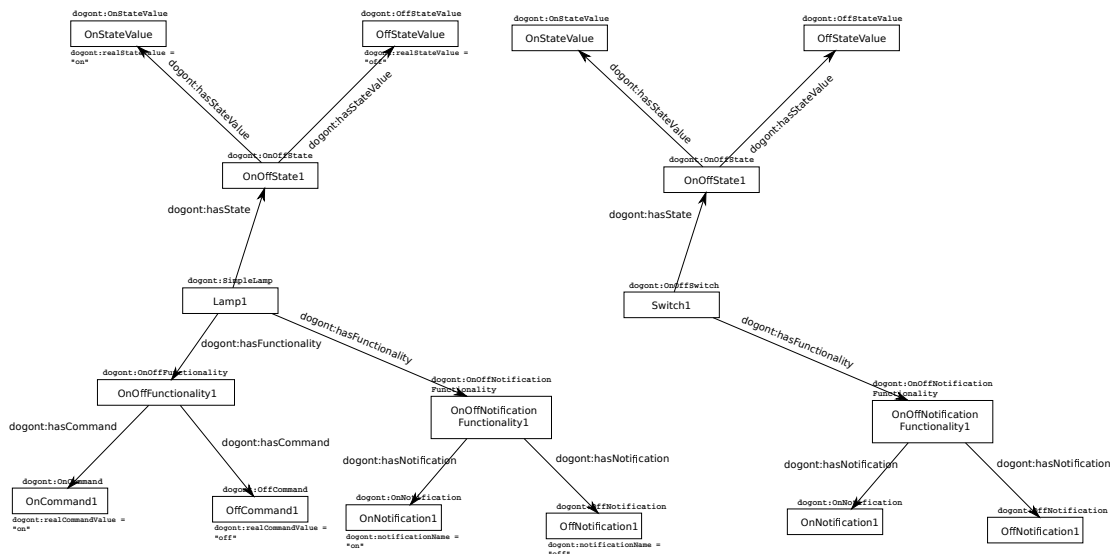 dogont:OnStateValue
OnStateValue
dogont:realStateValue =
"on"
dogont:OffStateValue
OffStateValue
dogont:realStateValue =
"off"
dogont:hasStateValue
dogont:hasStateValue
dogont:OnOffState
OnOffState1
dogont:hasState
dogont:SimpleLamp
Lamp1
dogont:hasFunctionality
dogont:hasFunctionality
dogont:OnOffFunctionality
OnOffFunctionality1
dogont:hasCommand
dogont:hasCommand
dogont:OnCommand
OnCommand1
dogont:realCommandValue =
"on"
dogont:OffCommand
OffCommand1
dogont:realCommandValue =
"off"
dogont:OnOffNotification
Functionality
OnOffNotification
Functionality1
dogont:hasNotification
dogont:hasNotification
dogont:OnNotification
OnNotification1
dogont:notificationName =
"on"
dogont:OffNotification
OffNotification1
dogont:notificationName =
"off"
dogont:OnStateValue
OnStateValue
dogont:OffStateValue
OffStateValue
dogont:hasStateValue
dogont:hasStateValue
dogont:OnOffState
OnOffState1
dogont:hasState
dogont:OnOffSwitch
Switch1
dogont:hasFunctionality
dogont:OnOffNotification
Functionality
OnOffNotification
Functionality1
dogont:hasNotification
dogont:hasNotification
dogont:OnNotification
OnNotification1
dogont:OffNotification
OffNotification1